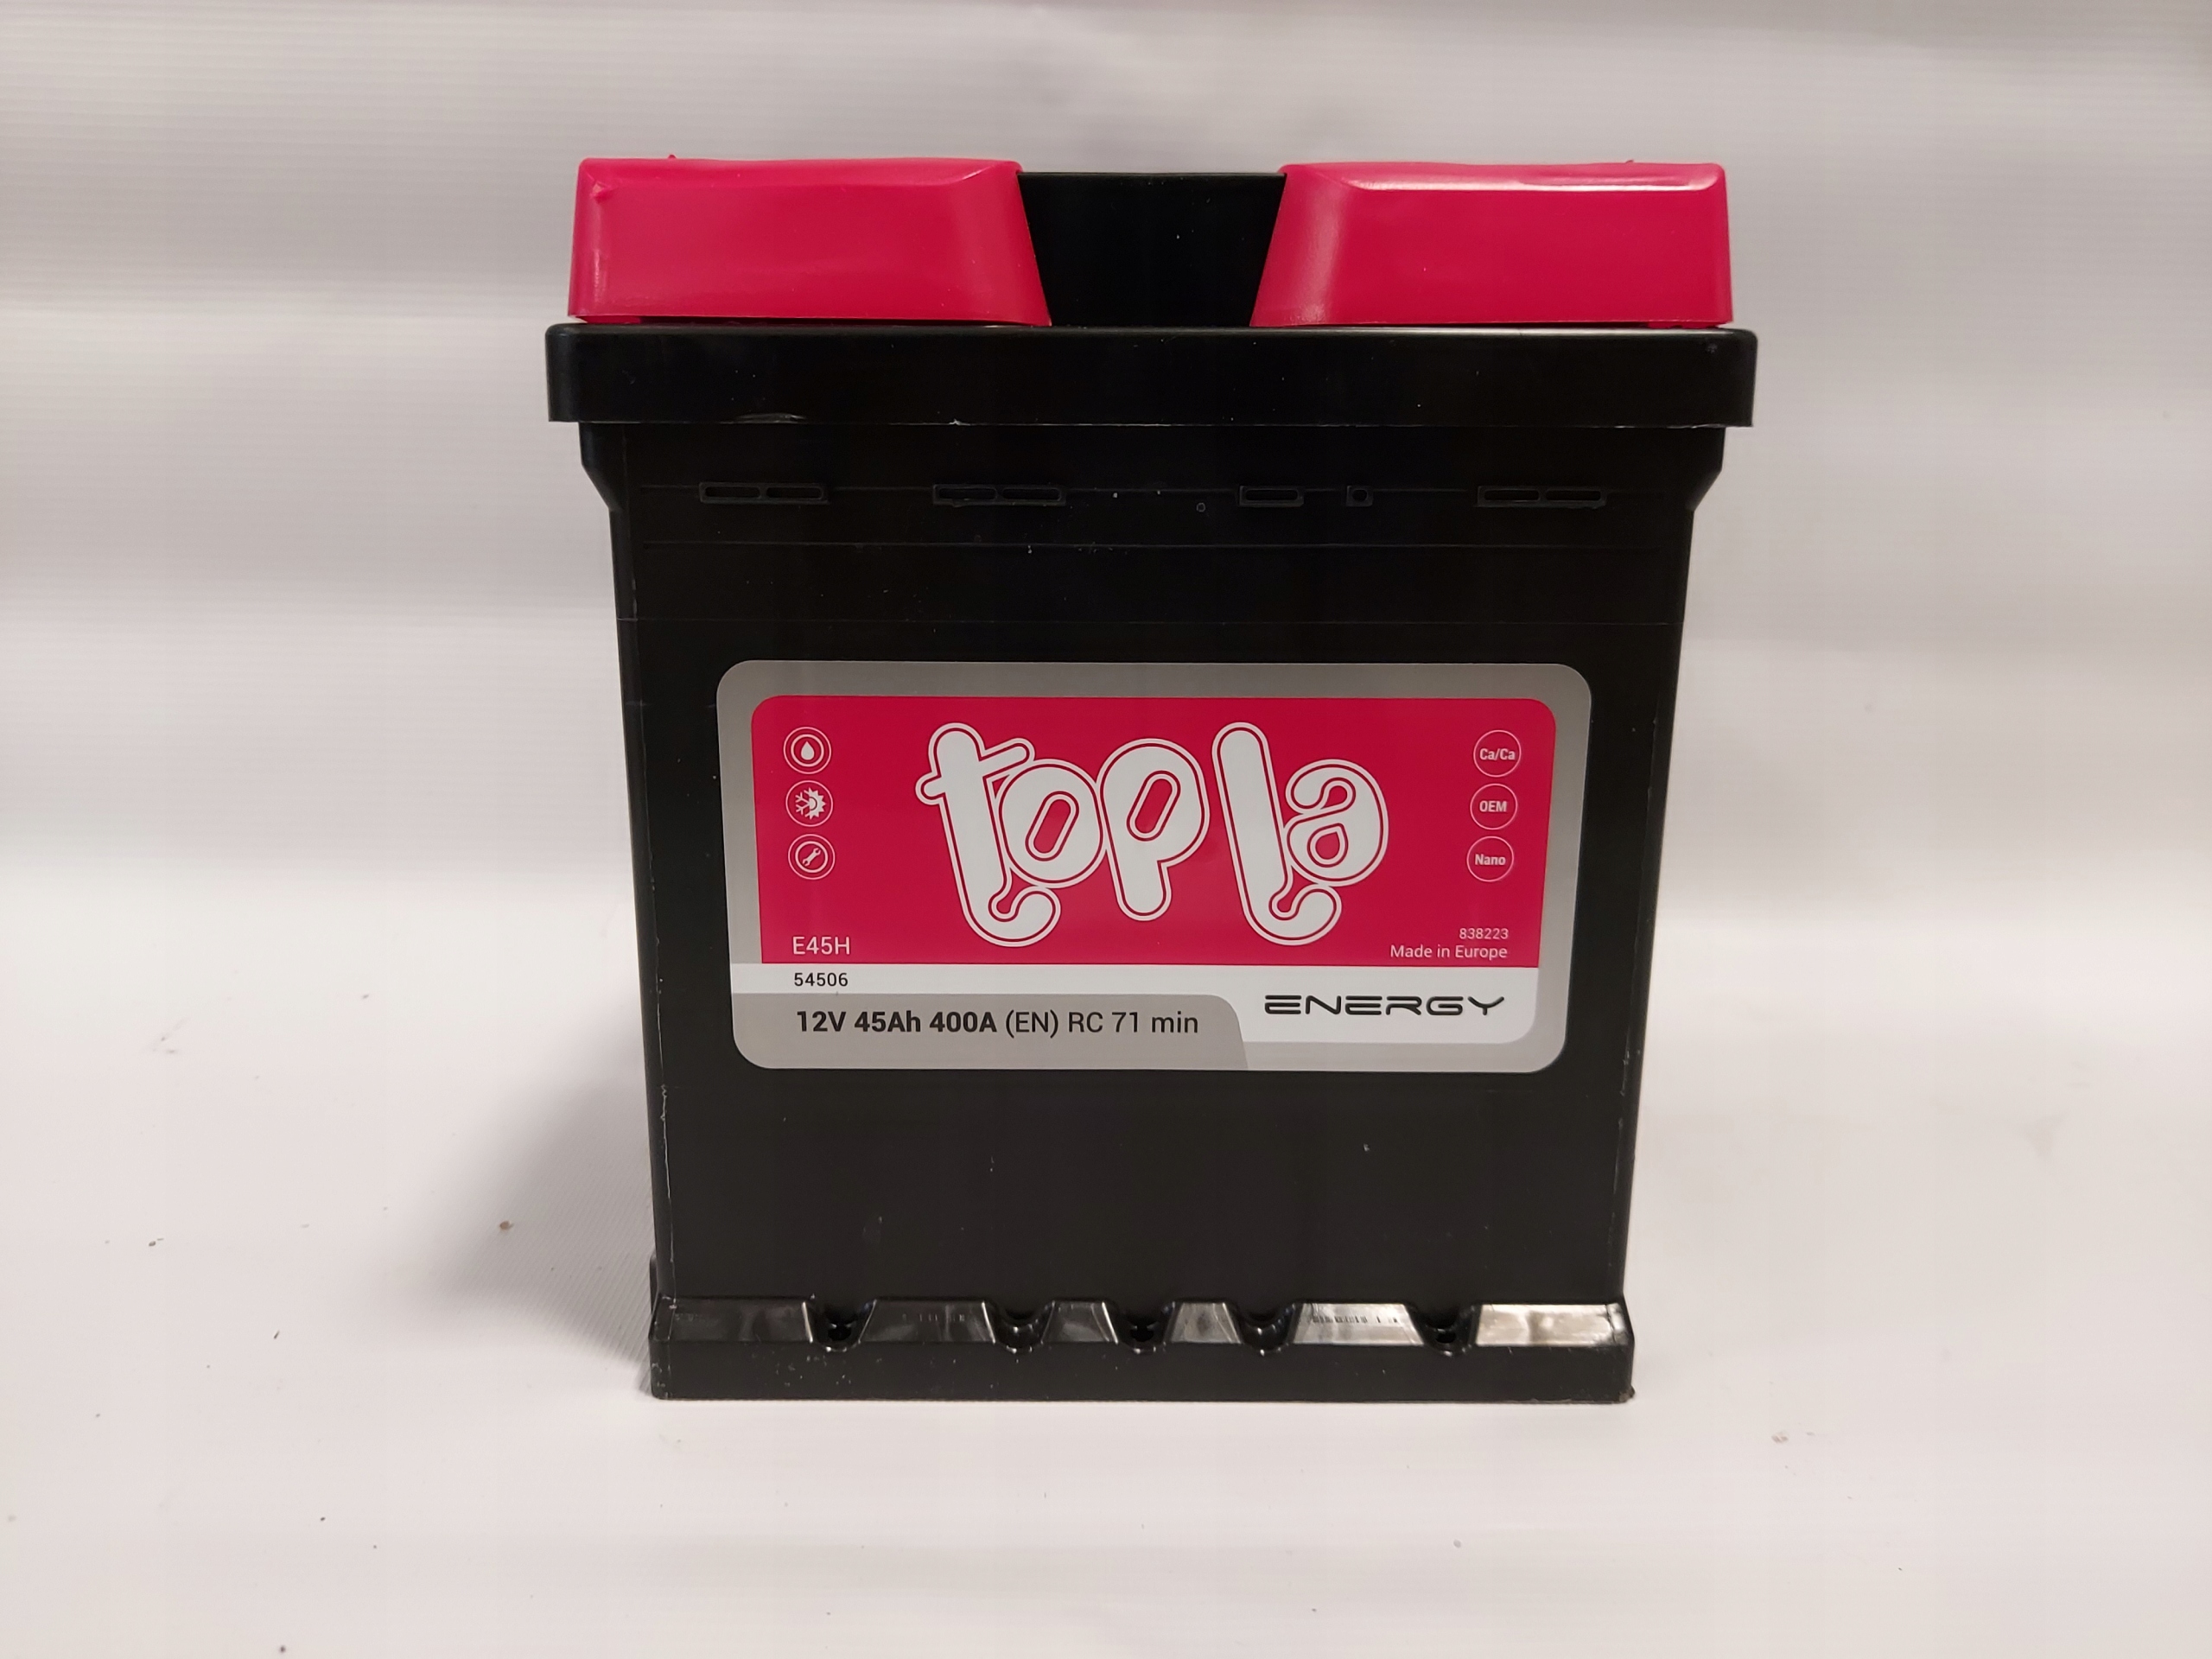 topla
Ca/Ca
OEM
Nano
E45H
838223
Made in Europe
54506
12V 45Ah 400A (EN) RC 71 min
ENERGY